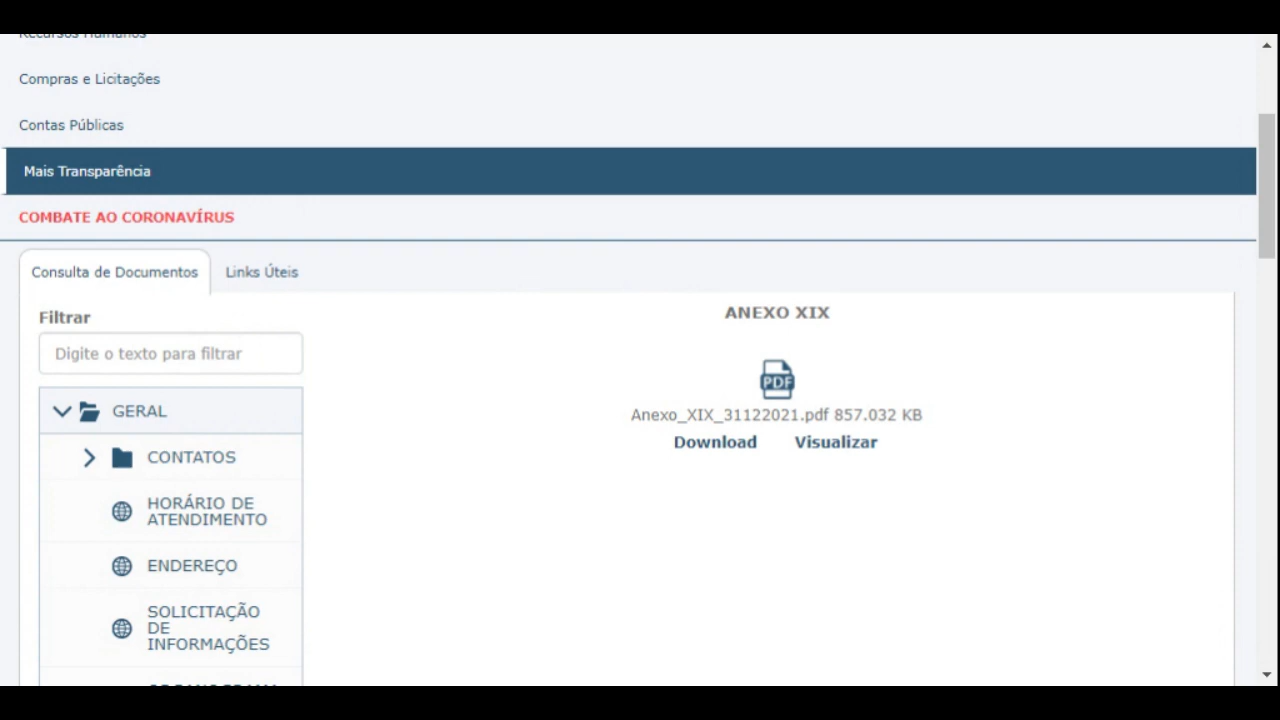 Recursos Humanos
Compras e Licitações
Contas Públicas
Mais Transparência
COMBATE AO CORONAVÍRUS
Consulta de Documentos
Links Úteis
Filtrar
Digite o texto para filtrar
GERAL
CONTATOS
HORÁRIO DE
ATENDIMENTO
ENDEREÇO
SOLICITAÇÃO
DE
INFORMAÇÕES
ANEXO XIX
PDF
Anexo_XIX_31122021.pdf 857.032 KB
Download Visualizar